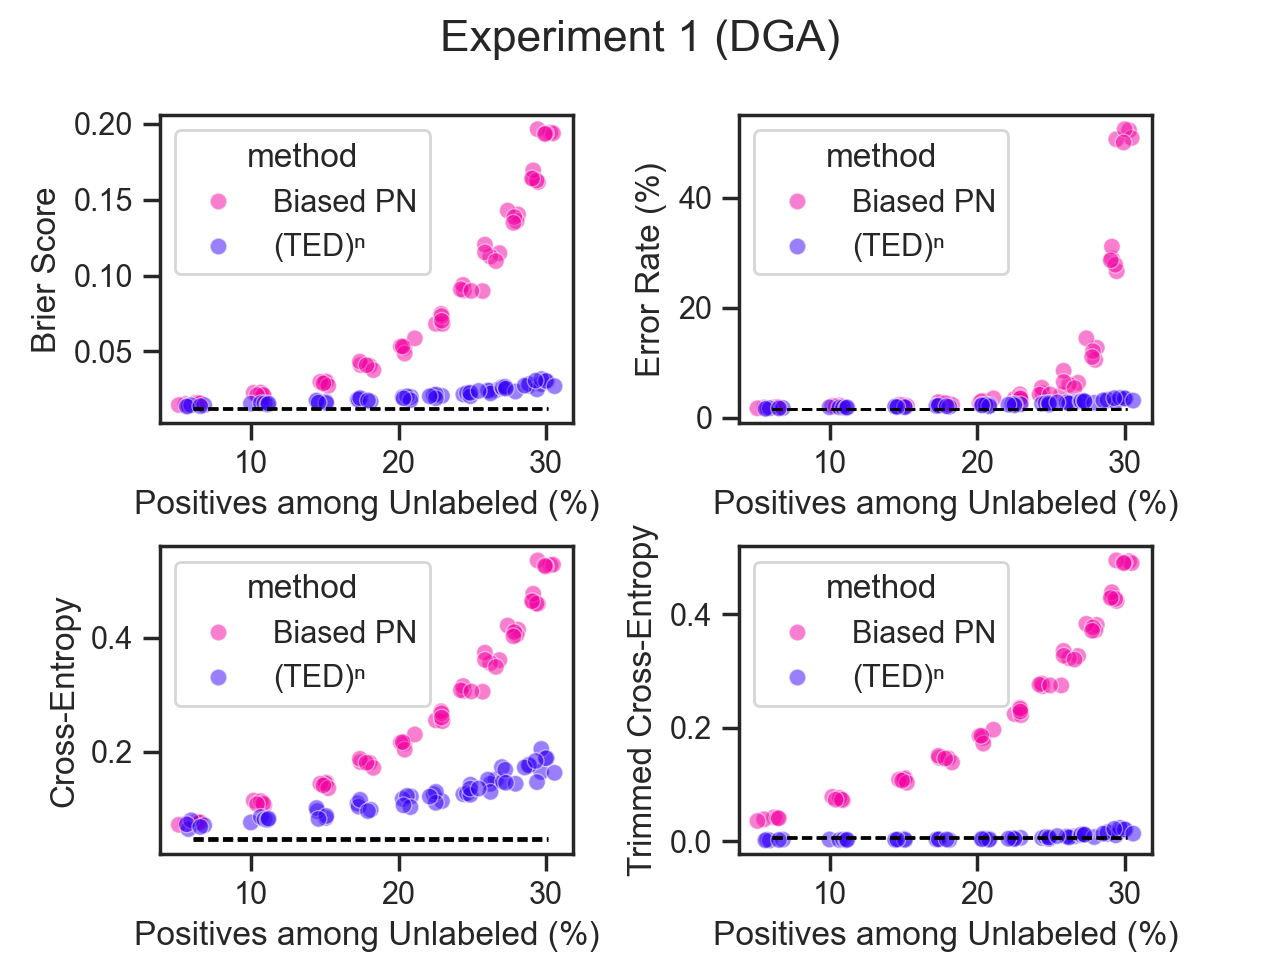 Experiment 1 (DGA)
0.20
0.15
0.10
0.05
Brier Score
method
Biased PN
(TED)ⁿ
10 20 30
Positives among Unlabeled (%)
40
20
0
Error Rate (%)
method
Biased PN
(TED)ⁿ
10 20 30
Positives among Unlabeled (%)
0.4
0.2
Cross-Entropy
method
Biased PN
(TED)ⁿ
10 20 30
Positives among Unlabeled (%)
0.4
0.2
0.0
Trimmed Cross-Entropy
method
Biased PN
(TED)ⁿ
10 20 30
Positives among Unlabeled (%)